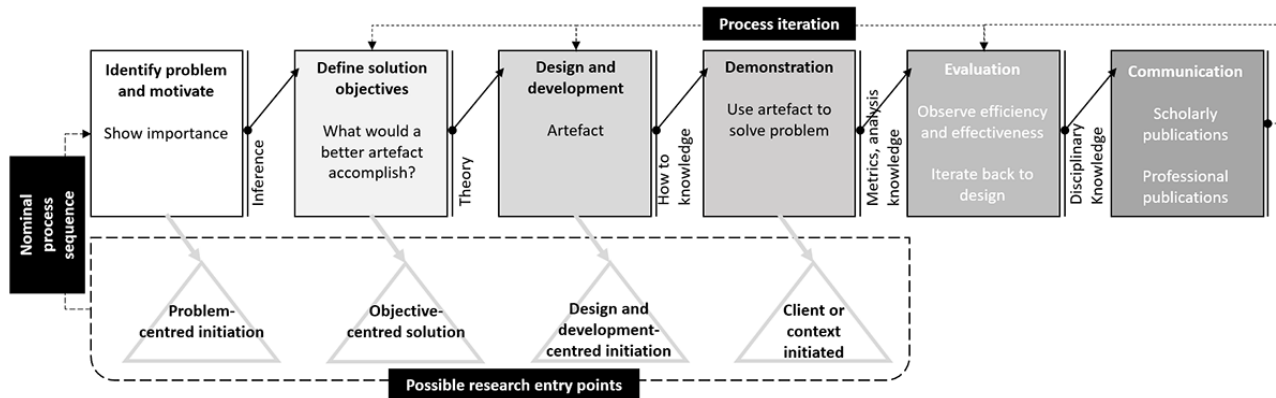 Process iteration
Identify problem
and motivate
Show importance
Inference
Define solution
objectives
What would a
better artefact
accomplish?
Theory
Design and
development
Artefact
How to
knowledge
Demonstration
Use artefact to
solve problem
Metrics, analysis
knowledge
Evaluation
Observe efficiency
and effectiveness
Iterate back to
design
Disciplinary
Knowledge
Communication
Scholarly
publications
Professional
publications
Nominal
process
sequence
Problem-
centred initiation
Objective-
centred solution
Design and
development-
centred initiation
Client or
context
initiated
Possible research entry points